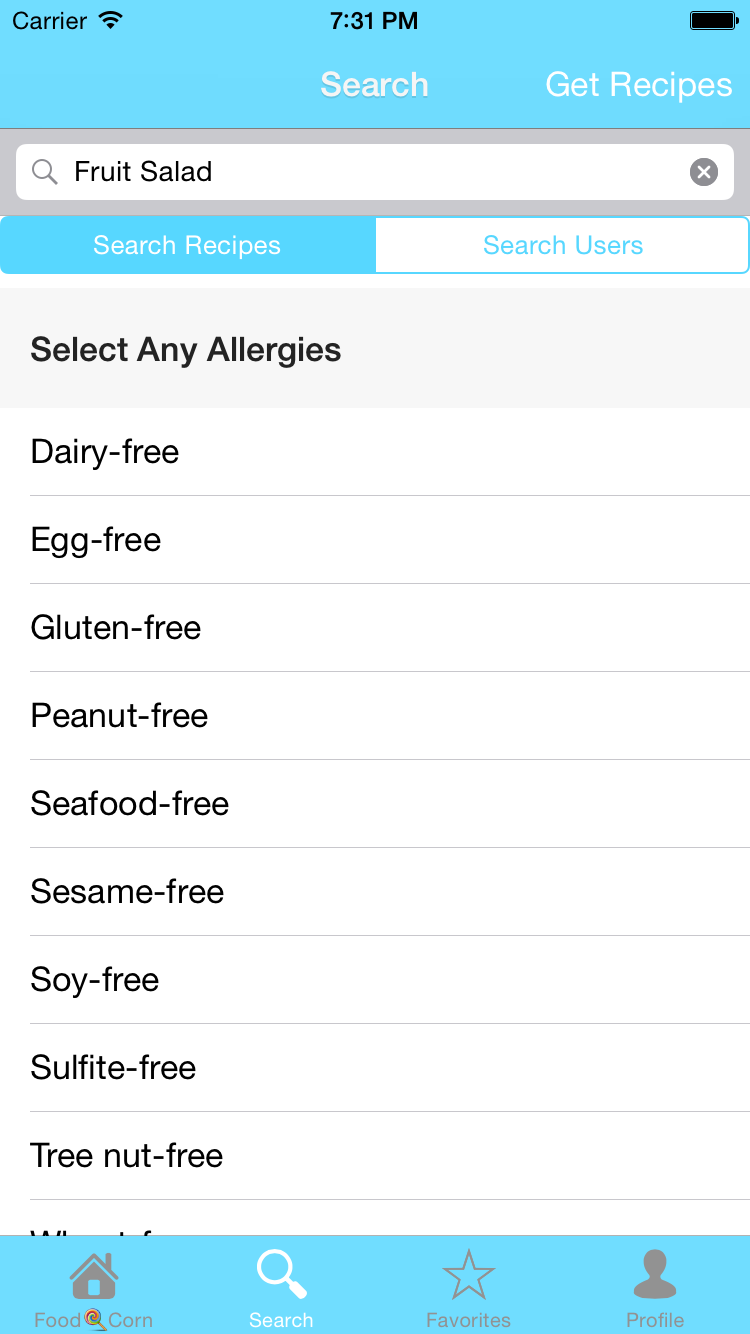 Carrier 7:31 PM
Search Get Recipes
Fruit Salad
Search Recipes Search Users
Select Any Allergies
Dairy-free
Egg-free
Gluten-free
Peanut-free
Seafood-free
Sesame-free
Soy-free
Sulfite-free
Tree nut-free
Food Corn Search Favorites Profile